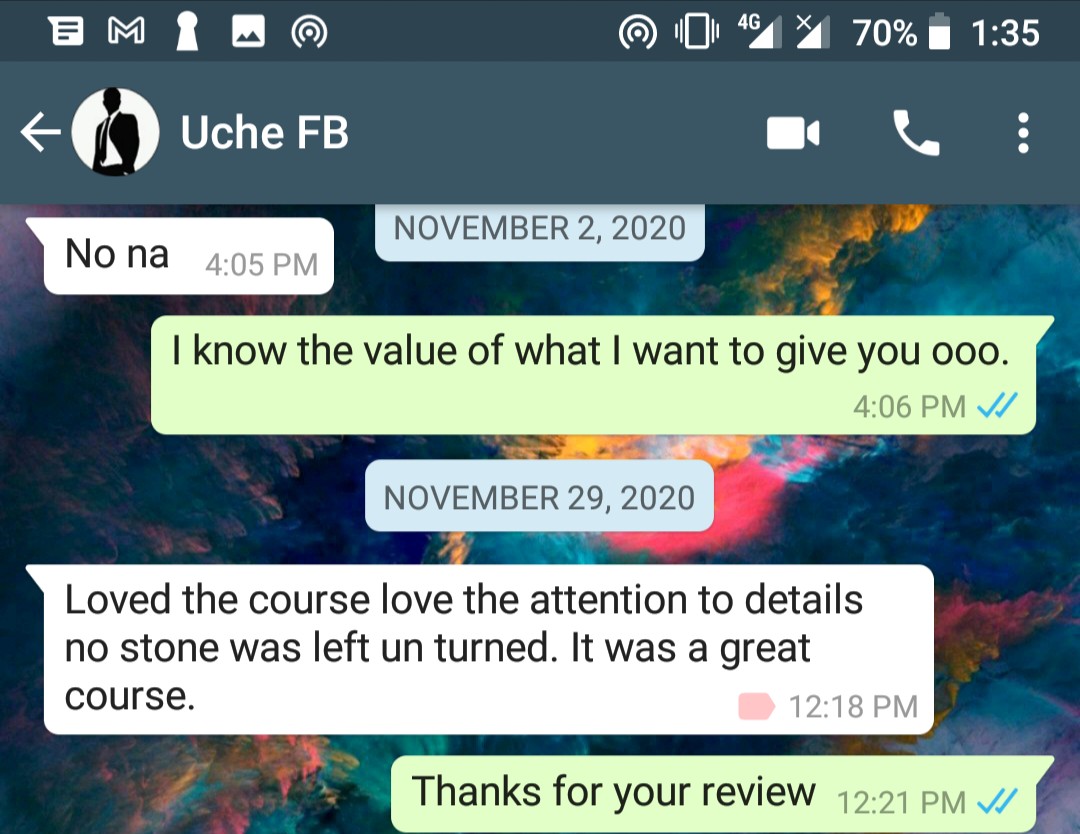 4G 70% 1:35
Uche FB
NOVEMBER 2, 2020
No na 4:05 PM
I know the value of what I want to give you ooo.
4:06 PM
NOVEMBER 29, 2020
Loved the course love the attention to details
no stone was left un turned. It was a great
course. 12:18 PM
Thanks for your review 12:21 PM